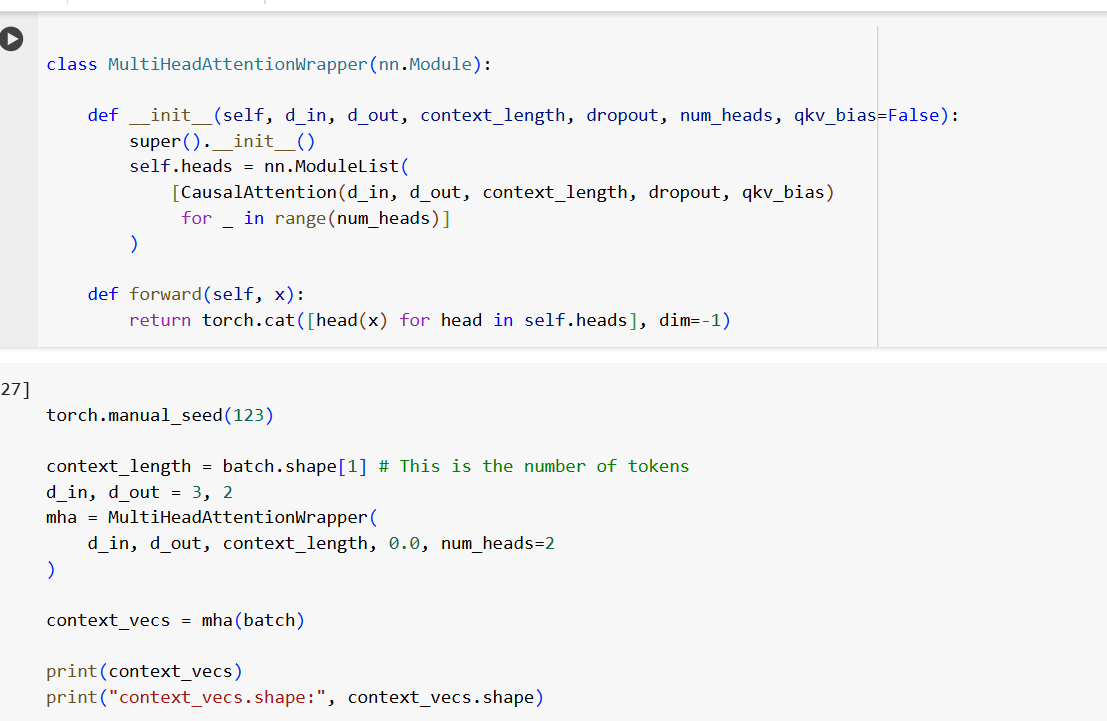 class MultiHeadAttentionWrapper(nn.Module):
def __init__(self, d_in, d_out, context_length, dropout, num_heads, qkv_bias=False):
super().__init__()
self.heads = nn.ModuleList(
[CausalAttention(d_in, d_out, context_length, dropout, qkv_bias)
for _ in range(num_heads)]
)
def forward(self, x):
return torch.cat([head(x) for head in self.heads], dim=-1)
27]
torch.manual_seed(123)
context_length = batch.shape[1] # This is the number of tokens
d_in, d_out = 3, 2
mha = MultiHeadAttentionWrapper(
d_in, d_out, context_length, 0.0, num_heads=2
)
context_vecs = mha(batch)
print(context_vecs)
print("context_vecs.shape:", context_vecs.shape)